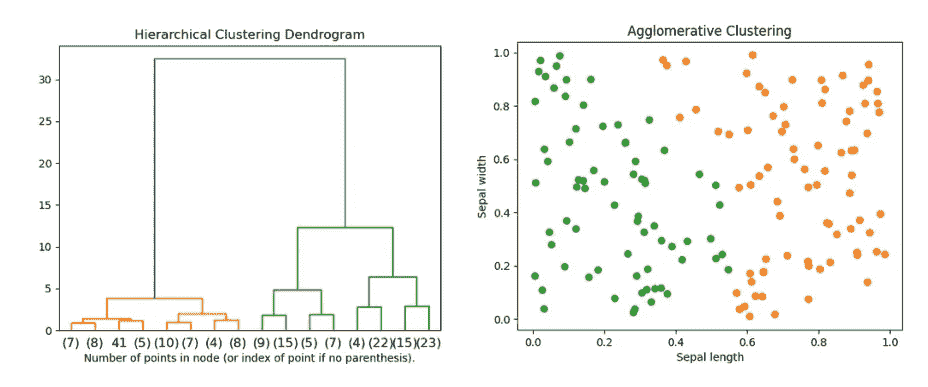 Hierarchical Clustering Dendrogram
30
25
20
15
10
5
0
(7) (8) 41 (5) (10) (7) (4) (8) (9) (15) (5) (7) (4) (22)(15)(23)
Number of points in node (or index of point if no parenthesis).
Agglomerative Clustering
Sepal width
1.0
0.8
0.6
0.4
0.2
0.0
0.0 0.2 0.4 0.6 0.8 1.0
Sepal length